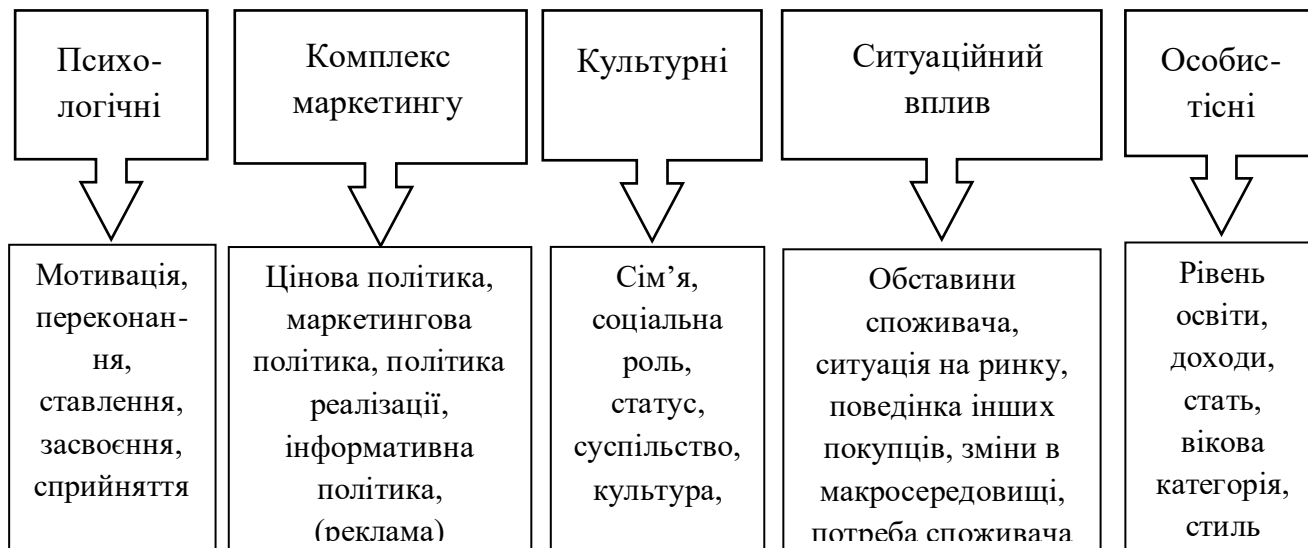 Психо-
логічні
Комплекс
маркетингу
Культурні
Ситуаційний
вплив
Особис-
тісні
Мотивація,
переконан-
ня,
ставлення,
засвоєння,
сприйняття
Цінова політика,
маркетингова
політика, політика
реалізації,
інформативна
політика,
(реклама)
Сім’я,
соціальна
роль,
статус,
суспільство,
культура,
Обставини
споживача,
ситуація на ринку,
поведінка інших
покупців, зміни в
макросередовищі,
потреба споживача
Рівень
освіти,
доходи,
стать,
вікова
категорія,
стиль